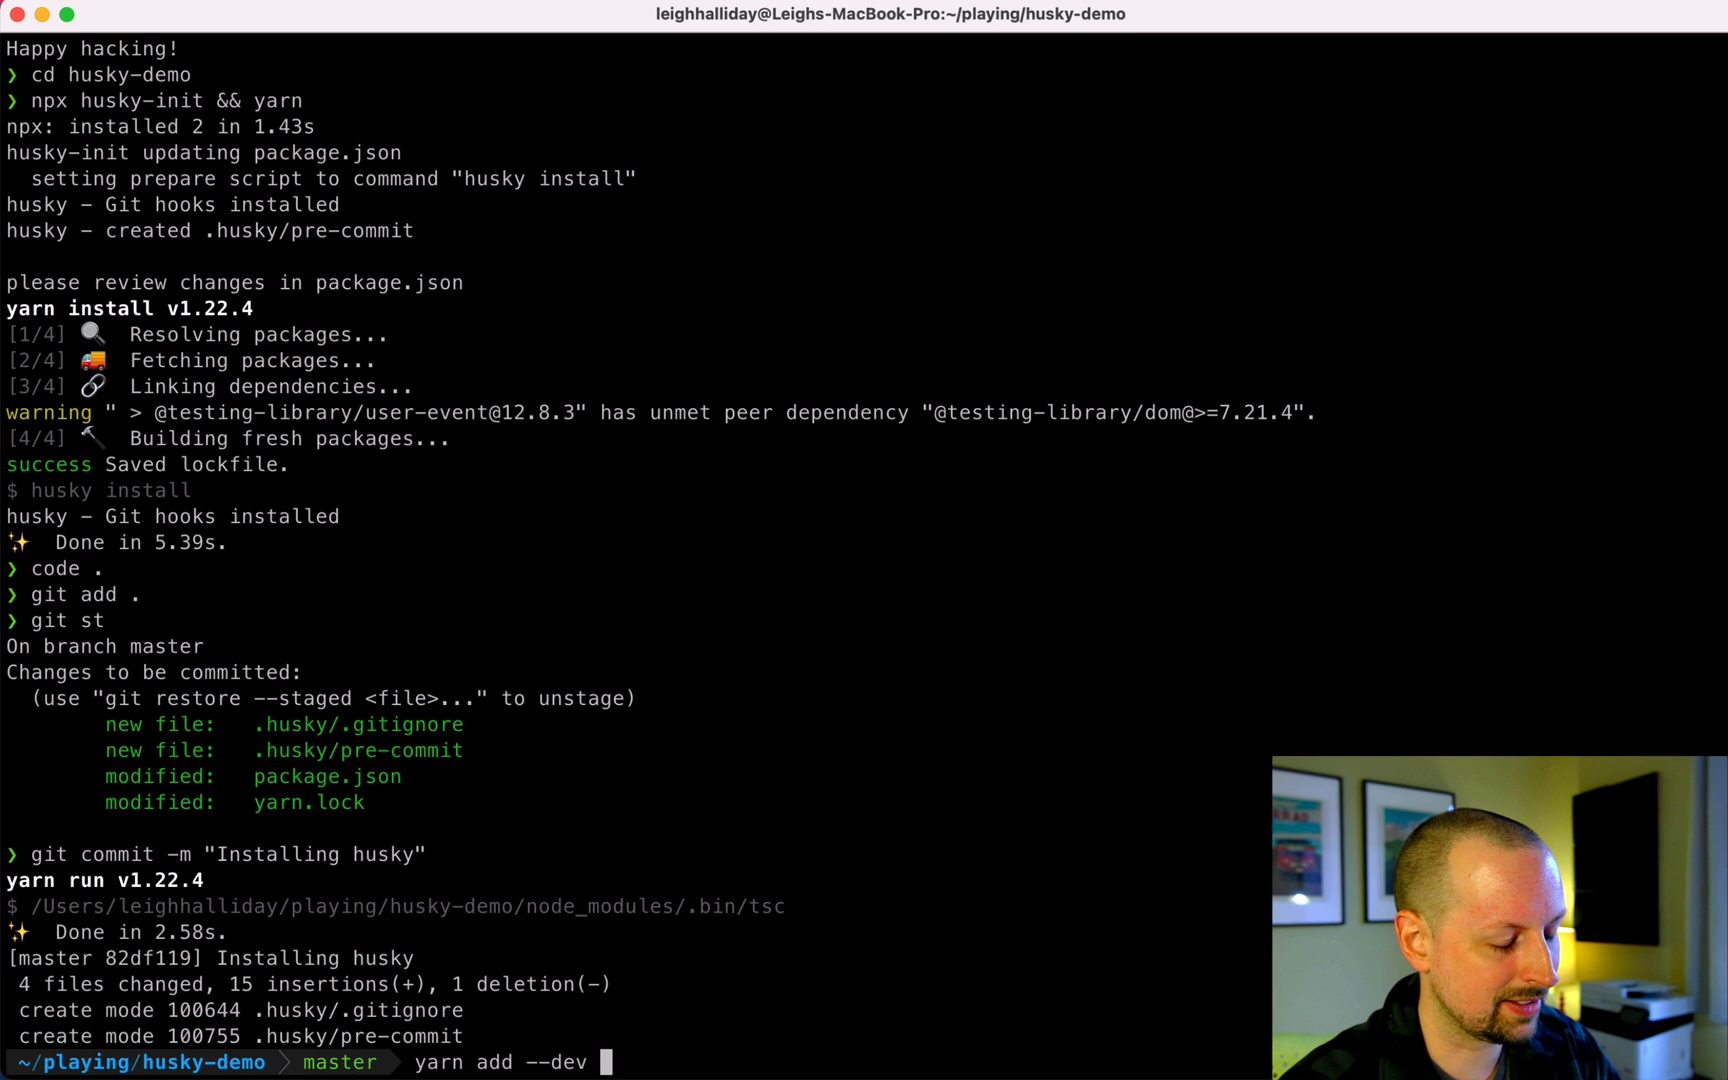 leighhalliday@Leighs-MacBook-Pro:~/playing/husky-demo
Happy hacking!
❯ cd husky-demo
❯ npx husky-init && yarn
npx: installed 2 in 1.43s
husky-init updating package.json
  setting prepare script to command "husky install"
husky - Git hooks installed
husky - created .husky/pre-commit
please review changes in package.json
yarn install v1.22.4
[1/4] 🔍  Resolving packages...
[2/4] 🚚  Fetching packages...
[3/4] 🔗  Linking dependencies...
warning " > @testing-library/user-event@12.8.3" has unmet peer dependency "@testing-library/dom@>=7.21.4".
[4/4] 🔨  Building fresh packages...
success Saved lockfile.
$ husky install
husky - Git hooks installed
✨  Done in 5.39s.
❯ code .
❯ git add .
❯ git st
On branch master
Changes to be committed:
  (use "git restore --staged <file>..." to unstage)
        new file:   .husky/.gitignore
        new file:   .husky/pre-commit
        modified:   package.json
        modified:   yarn.lock
❯ git commit -m "Installing husky"
yarn run v1.22.4
$ /Users/leighhalliday/playing/husky-demo/node_modules/.bin/tsc
✨  Done in 2.58s.
[master 82df119] Installing husky
 4 files changed, 15 insertions(+), 1 deletion(-)
 create mode 100644 .husky/.gitignore
 create mode 100755 .husky/pre-commit
~/playing/husky-demo master yarn add --dev